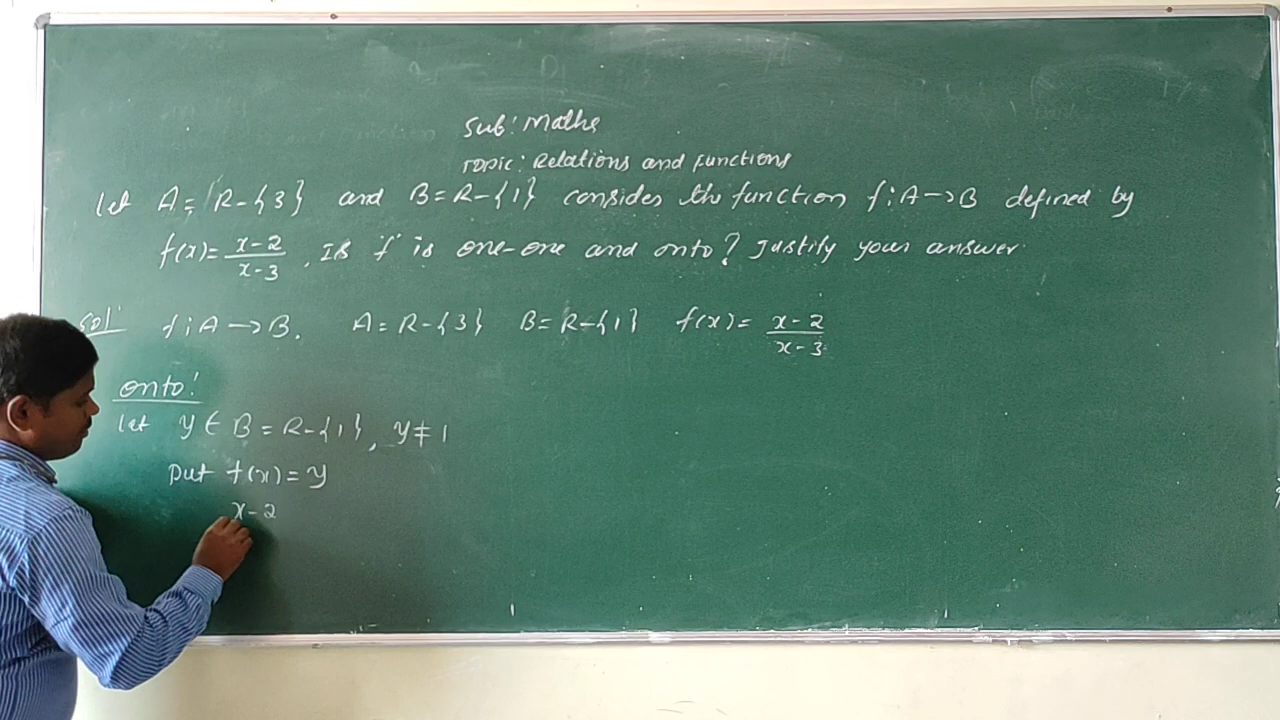 Sub: Maths
Topic: Relations and Functions
Let A = R-{3} and B = R-{1} consider the function f: A→B defined by
f(x) = x-2/x-3, Is f is one-one and onto? Justify your answer.
Sol: f: A→B. A = R-{3} B = R-{1} f(x) = x-2/x-3
onto:
Let y ∈ B = R-{1}, y ≠ 1
Put f(x) = y
x-2